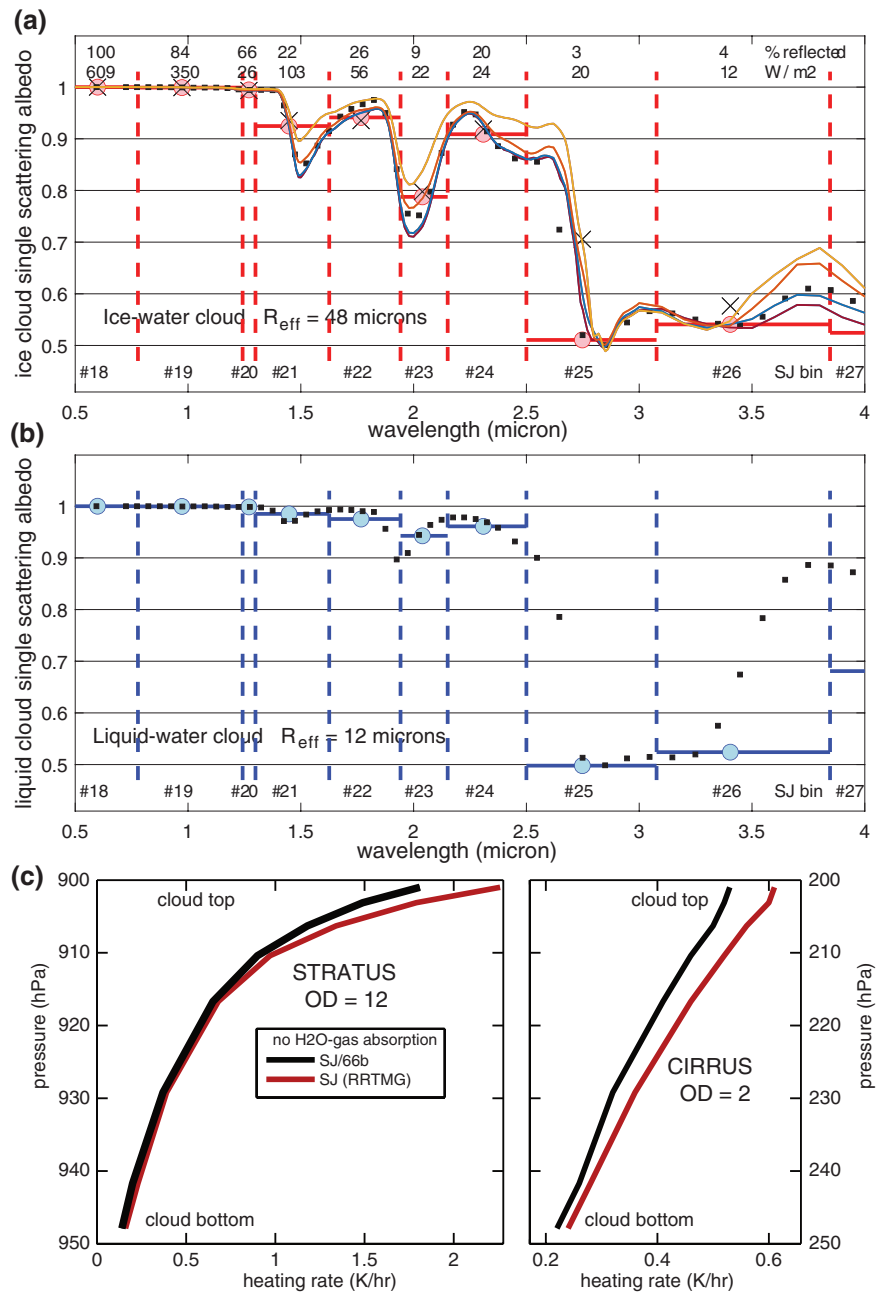 (a)
100 84 66 22 26 9 20 3 4 % reflected
609 350 26 103 56 22 24 20 12 W / m2
1
0.9
0.8
0.7
0.6
0.5
ice cloud single scattering albedo
Ice-water cloud Reff = 48 microns
#18 #19 #20 #21 #22 #23 #24 #25 #26 SJ bin #27
0.5 1 1.5 2 2.5 3 3.5 4
wavelength (micron)
(b)
1
0.9
0.8
0.7
0.6
0.5
liquid cloud single scattering albedo
Liquid-water cloud Reff = 12 microns
#18 #19 #20 #21 #22 #23 #24 #25 #26 SJ bin #27
0.5 1 1.5 2 2.5 3 3.5 4
wavelength (micron)
(c)
900
910
920
930
940
950
pressure (hPa)
cloud top
STRATUS
OD = 12
no H2O-gas absorption
SJ/66b
SJ (RRTMG)
cloud bottom
0 0.5 1 1.5 2
heating rate (K/hr)
200
210
220
230
240
250
pressure (hPa)
cloud top
CIRRUS
OD = 2
cloud bottom
0.2 0.4 0.6
heating rate (K/hr)